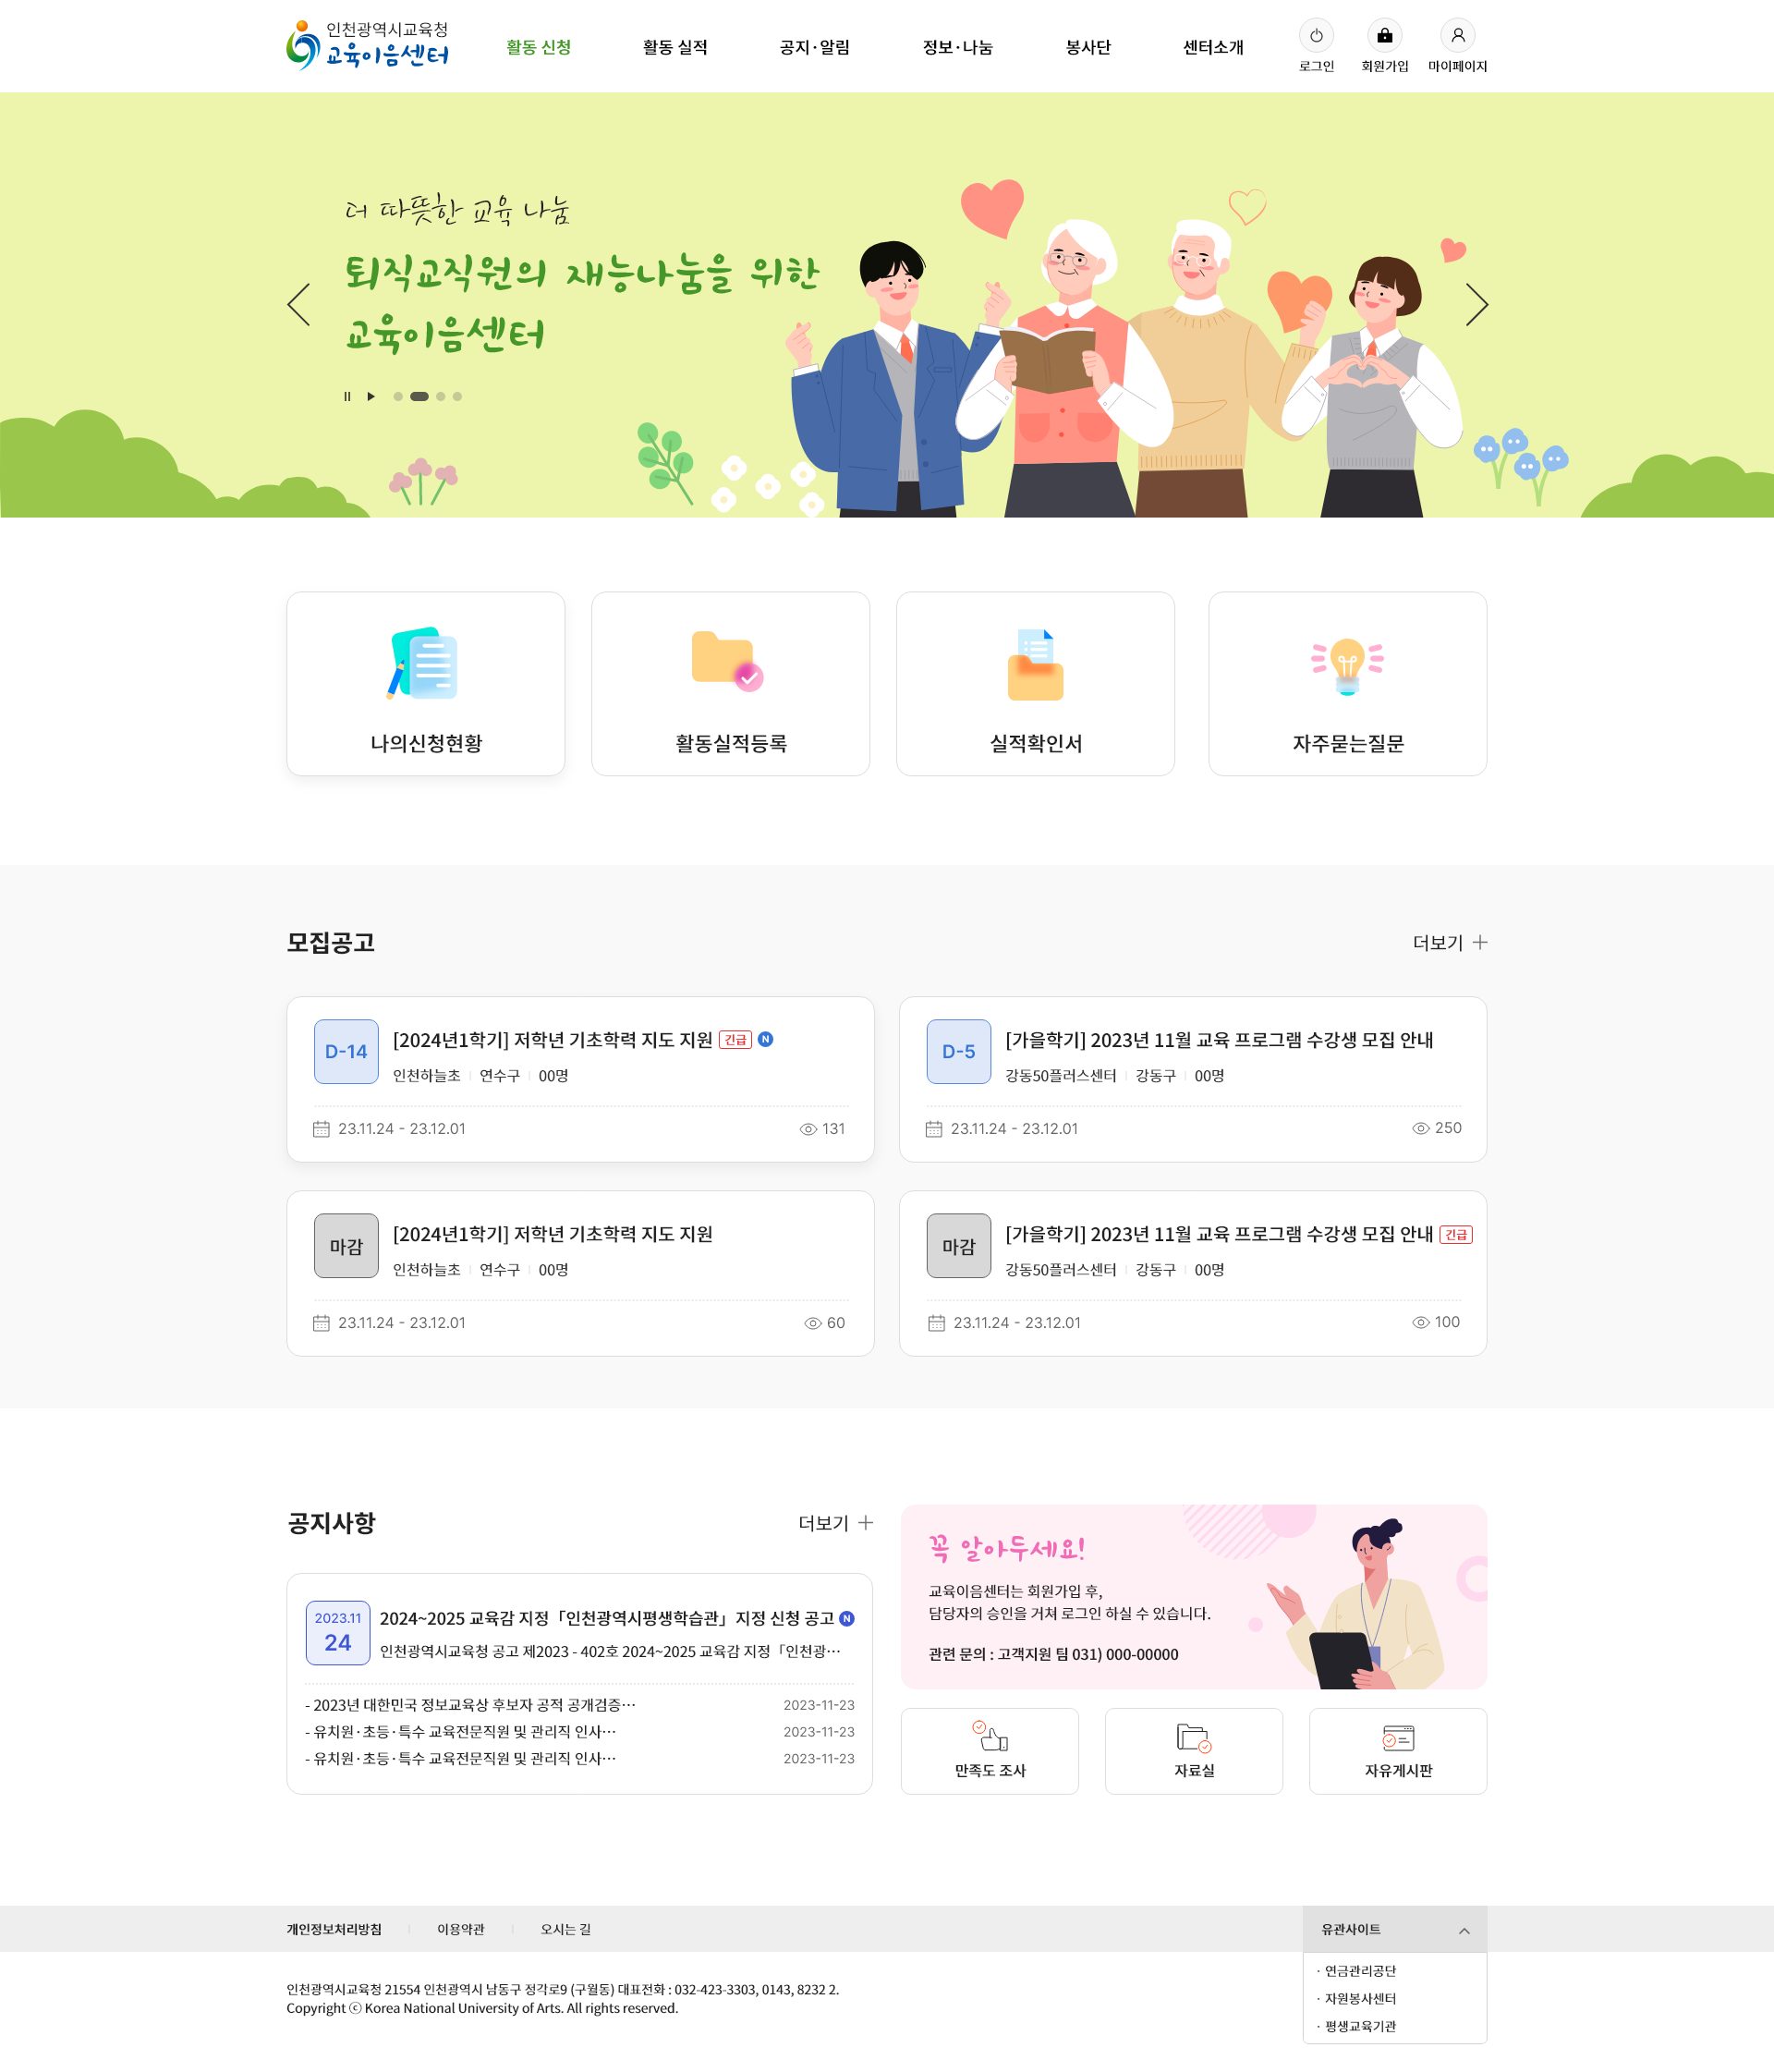 인천광역시교육청
교육이음센터
활동 신청
활동 실적
공지·알림
정보·나눔
봉사단
센터소개
로그인
회원가입
마이페이지
더 따뜻한 교육 나눔
퇴직교직원의 재능나눔을 위한
교육이음센터
나의신청현황
활동실적등록
실적확인서
자주묻는질문
모집공고
더보기
D-14
[2024년1학기] 저학년 기초학력 지도 지원 긴급 N
인천하늘초 연수구 00명
23.11.24 - 23.12.01
131
D-5
[가을학기] 2023년 11월 교육 프로그램 수강생 모집 안내
강동50플러스센터 강동구 00명
23.11.24 - 23.12.01
250
마감
[2024년1학기] 저학년 기초학력 지도 지원
인천하늘초 연수구 00명
23.11.24 - 23.12.01
60
마감
[가을학기] 2023년 11월 교육 프로그램 수강생 모집 안내 긴급
강동50플러스센터 강동구 00명
23.11.24 - 23.12.01
100
공지사항
더보기
2023.11
24
2024~2025 교육감 지정「인천광역시평생학습관」지정 신청 공고 N
인천광역시교육청 공고 제2023 - 402호 2024~2025 교육감 지정「인천광…
- 2023년 대한민국 정보교육상 후보자 공적 공개검증… 2023-11-23
- 유치원·초등·특수 교육전문직원 및 관리직 인사… 2023-11-23
- 유치원·초등·특수 교육전문직원 및 관리직 인사… 2023-11-23
꼭 알아두세요!
교육이음센터는 회원가입 후,
담당자의 승인을 거쳐 로그인 하실 수 있습니다.
관련 문의 : 고객지원 팀 031) 000-00000
만족도 조사
자료실
자유게시판
개인정보처리방침
이용약관
오시는 길
유관사이트
· 연금관리공단
· 자원봉사센터
· 평생교육기관
인천광역시교육청 21554 인천광역시 남동구 정각로9 (구월동) 대표전화 : 032-423-3303, 0143, 8232 2.
Copyright ⓒ Korea National University of Arts. All rights reserved.